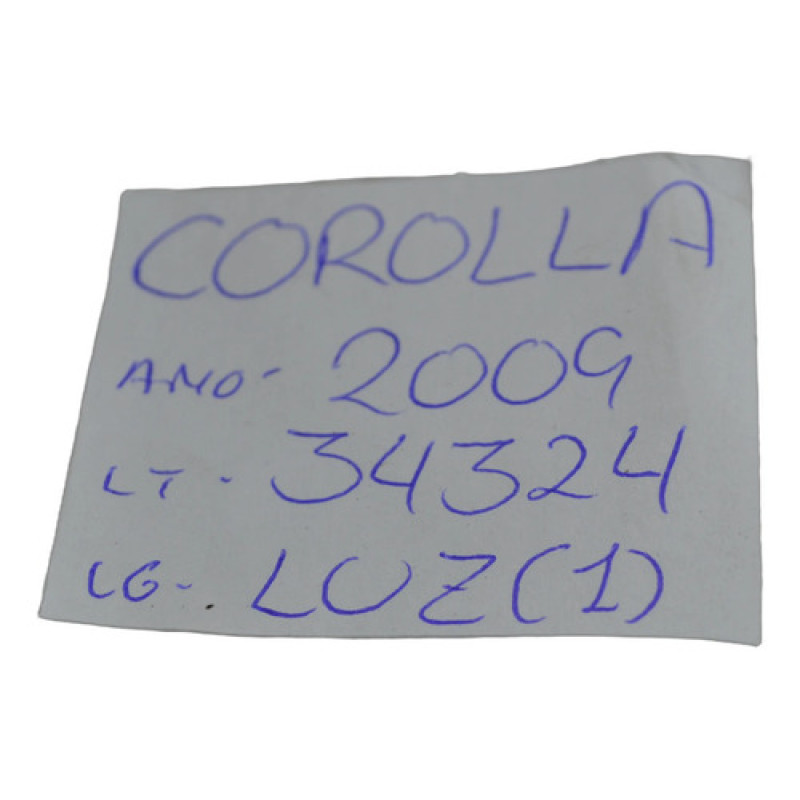 COROLLA
ANO- 2009
LT- 34324
LG- LUZ(1)